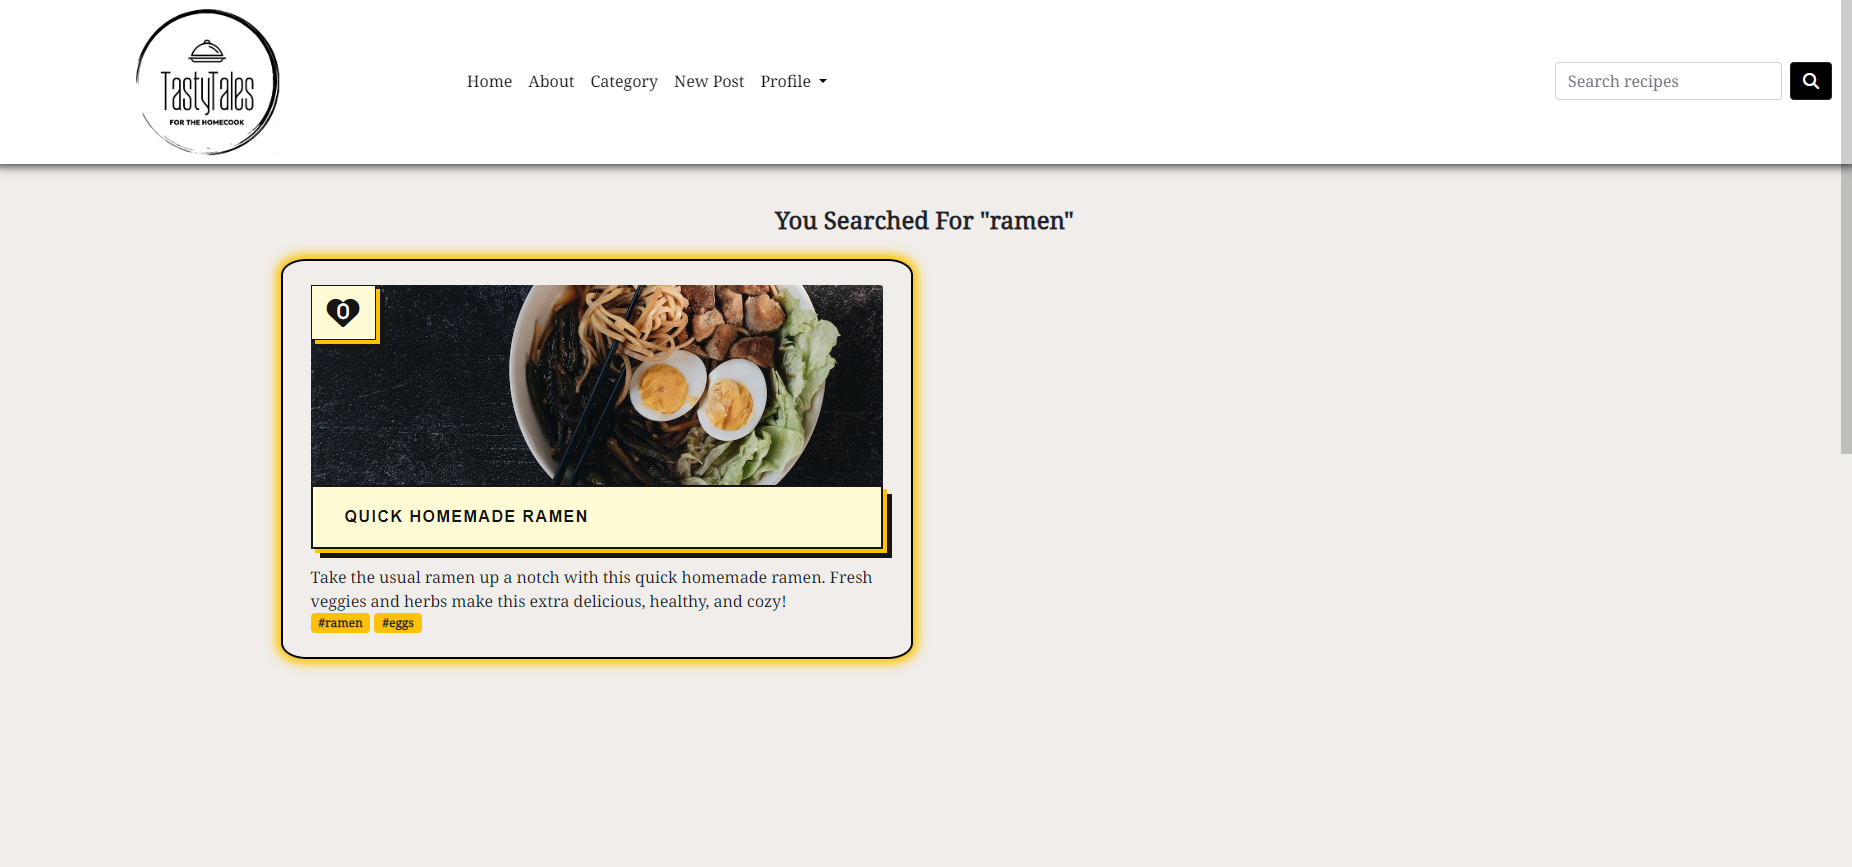 TastyTales
FOR THE HOMECOOK
Home About Category New Post Profile
Search recipes
You Searched For "ramen"
0
QUICK HOMEMADE RAMEN
Take the usual ramen up a notch with this quick homemade ramen. Fresh
veggies and herbs make this extra delicious, healthy, and cozy!
#ramen #eggs